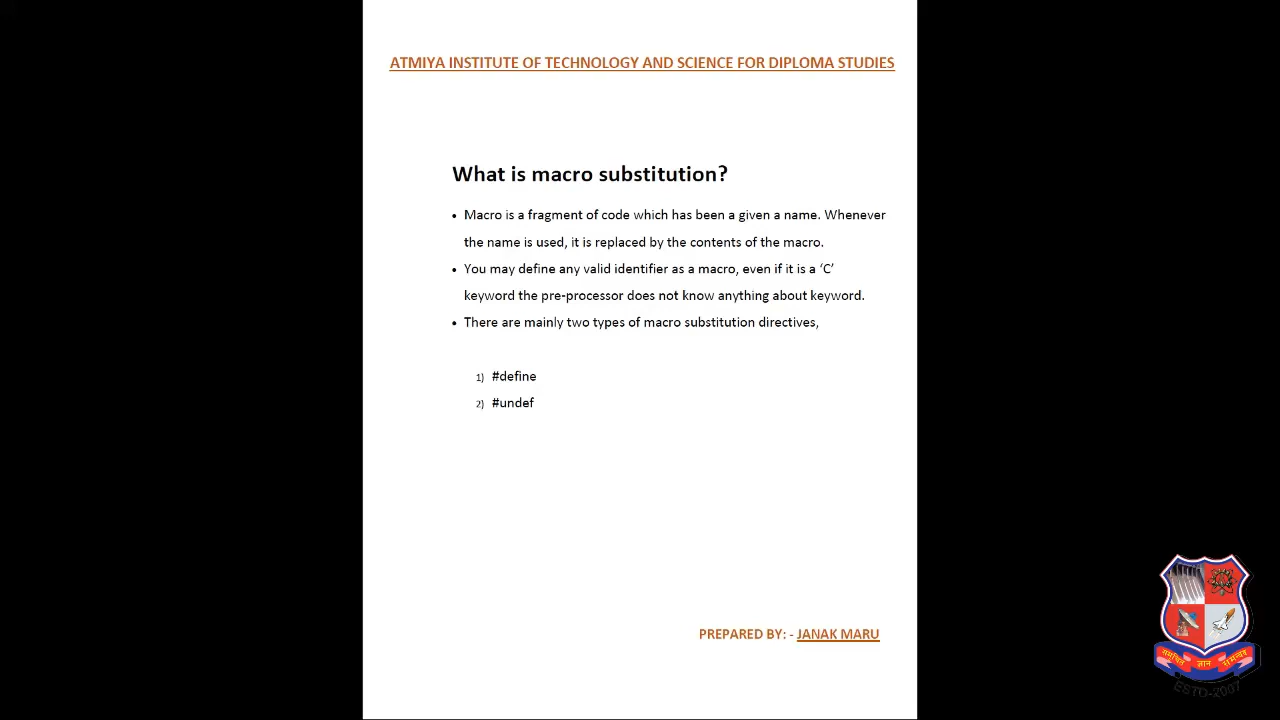 ATMIYA INSTITUTE OF TECHNOLOGY AND SCIENCE FOR DIPLOMA STUDIES
What is macro substitution?
• Macro is a fragment of code which has been a given a name. Whenever
the name is used, it is replaced by the contents of the macro.
• You may define any valid identifier as a macro, even if it is a ‘C’
keyword the pre-processor does not know anything about keyword.
• There are mainly two types of macro substitution directives,
1) #define
2) #undef
PREPARED BY: - JANAK MARU
ज्ञान
ESTD-2007